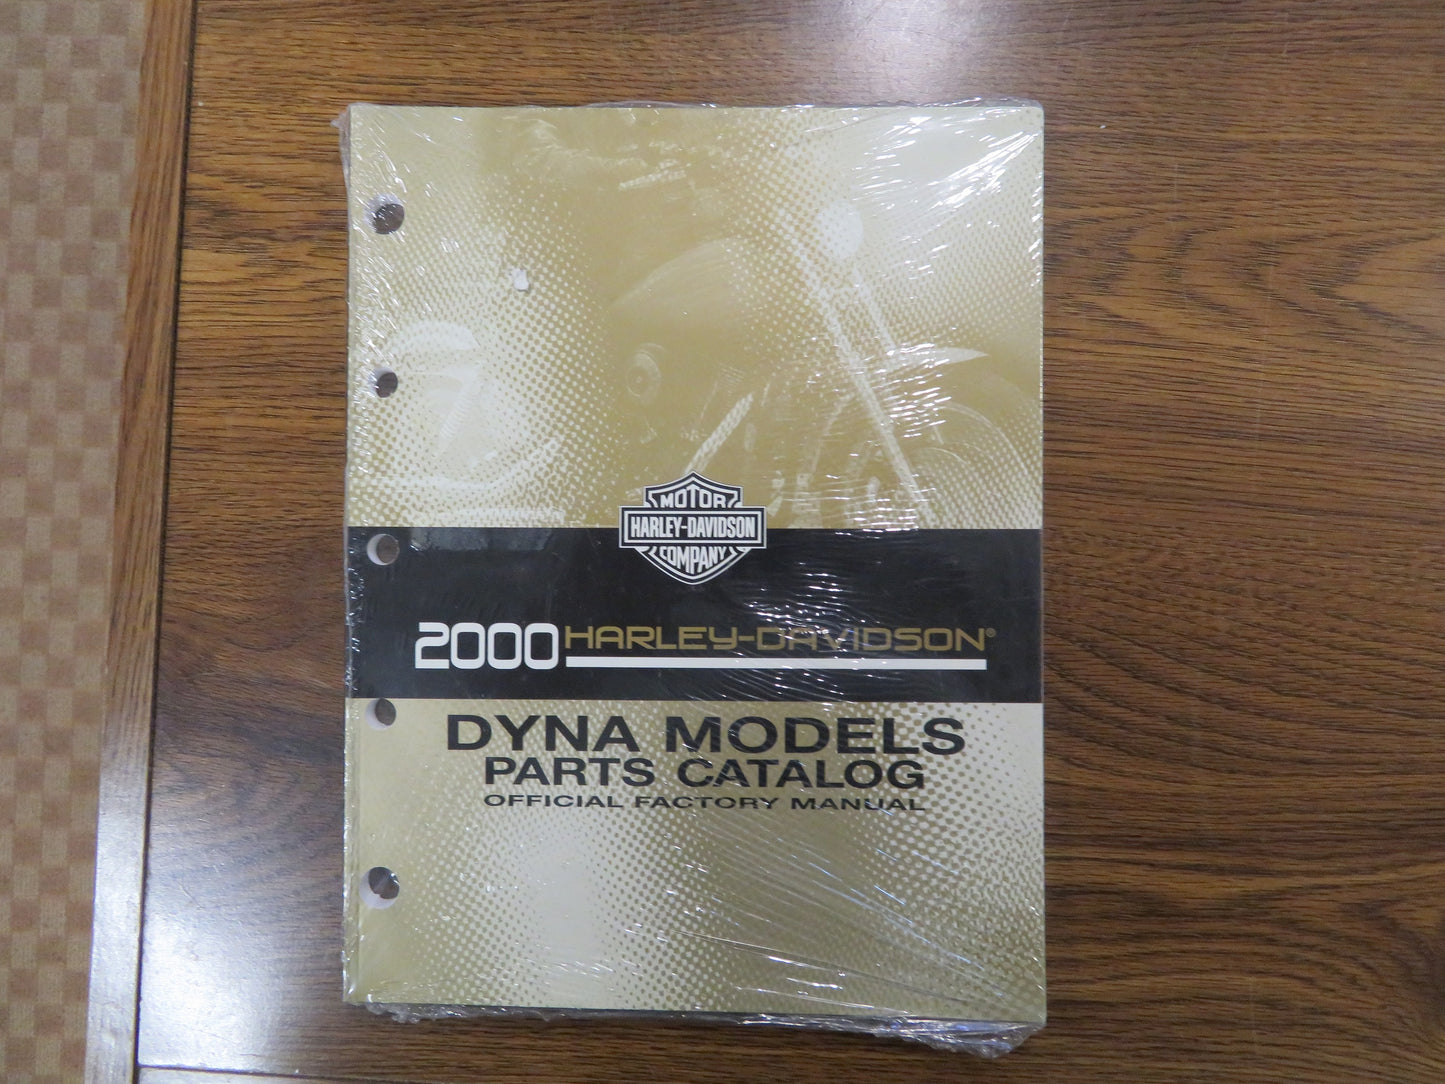 MOTOR
HARLEY-DAVIDSON
COMPANY
2000 HARLEY-DAVIDSON®
DYNA MODELS
PARTS CATALOG
OFFICIAL FACTORY MANUAL